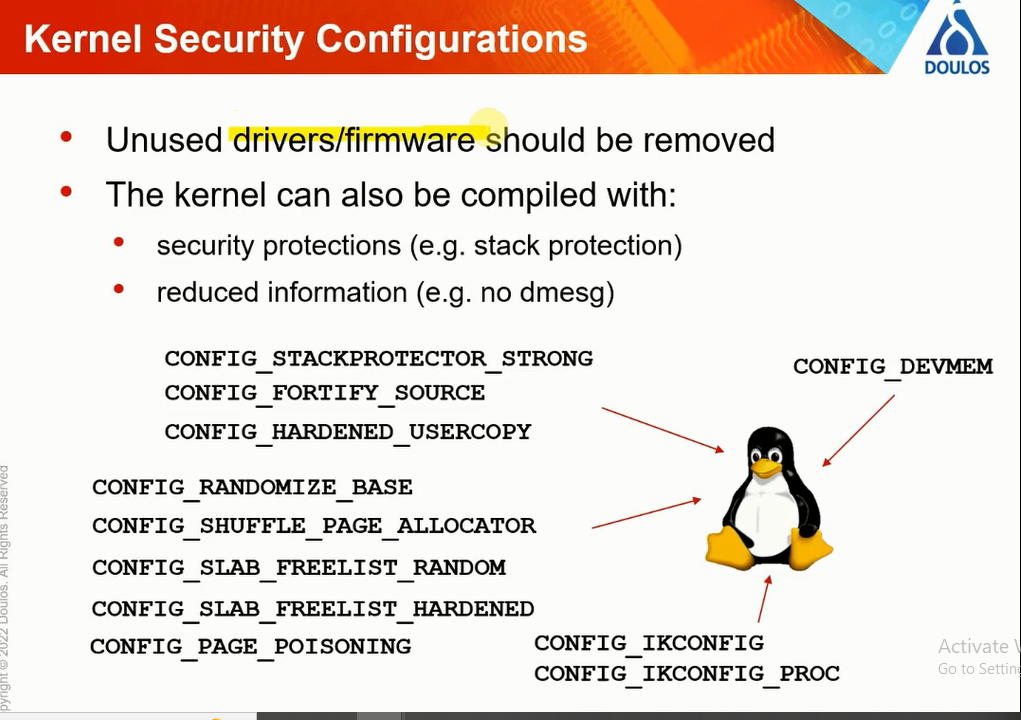 Kernel Security Configurations
DOULOS
Unused drivers/firmware should be removed
The kernel can also be compiled with:
security protections (e.g. stack protection)
reduced information (e.g. no dmesg)
CONFIG_STACKPROTECTOR_STRONG
CONFIG_FORTIFY_SOURCE
CONFIG_HARDENED_USERCOPY
CONFIG_DEVMEM
CONFIG_RANDOMIZE_BASE
CONFIG_SHUFFLE_PAGE_ALLOCATOR
CONFIG_SLAB_FREELIST_RANDOM
CONFIG_SLAB_FREELIST_HARDENED
CONFIG_PAGE_POISONING
CONFIG_IKCONFIG
CONFIG_IKCONFIG_PROC
Activate
Go to Setting
pyright © 2022 Doulos. All Rights Reserved